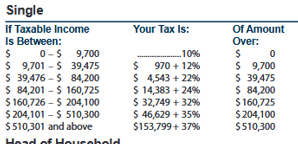 Single
If Taxable Income Your Tax Is: Of Amount
Is Between: Over:
$ 0 – $ 9,700 ....................10% $ 0
$ 9,701 – $ 39,475 $ 970 + 12% $ 9,700
$ 39,476 – $ 84,200 $ 4,543 + 22% $ 39,475
$ 84,201 – $ 160,725 $ 14,383 + 24% $ 84,200
$160,726 – $ 204,100 $ 32,749 + 32% $160,725
$204,101 – $ 510,300 $ 46,629 + 35% $204,100
$510,301 and above $153,799+ 37% $510,300
Head of Household